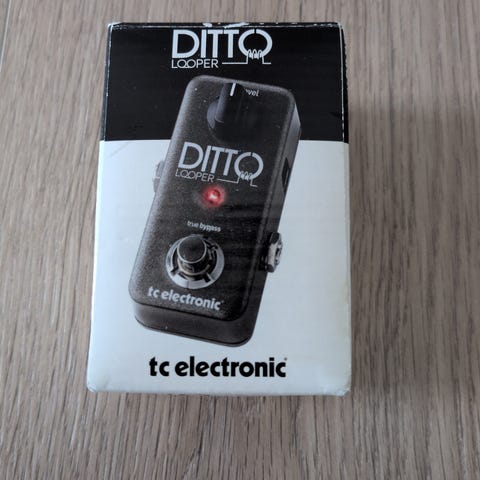 DITTO
LOOPER
level
DITTO
LOOPER
true bypass
tc electronic
tc electronic